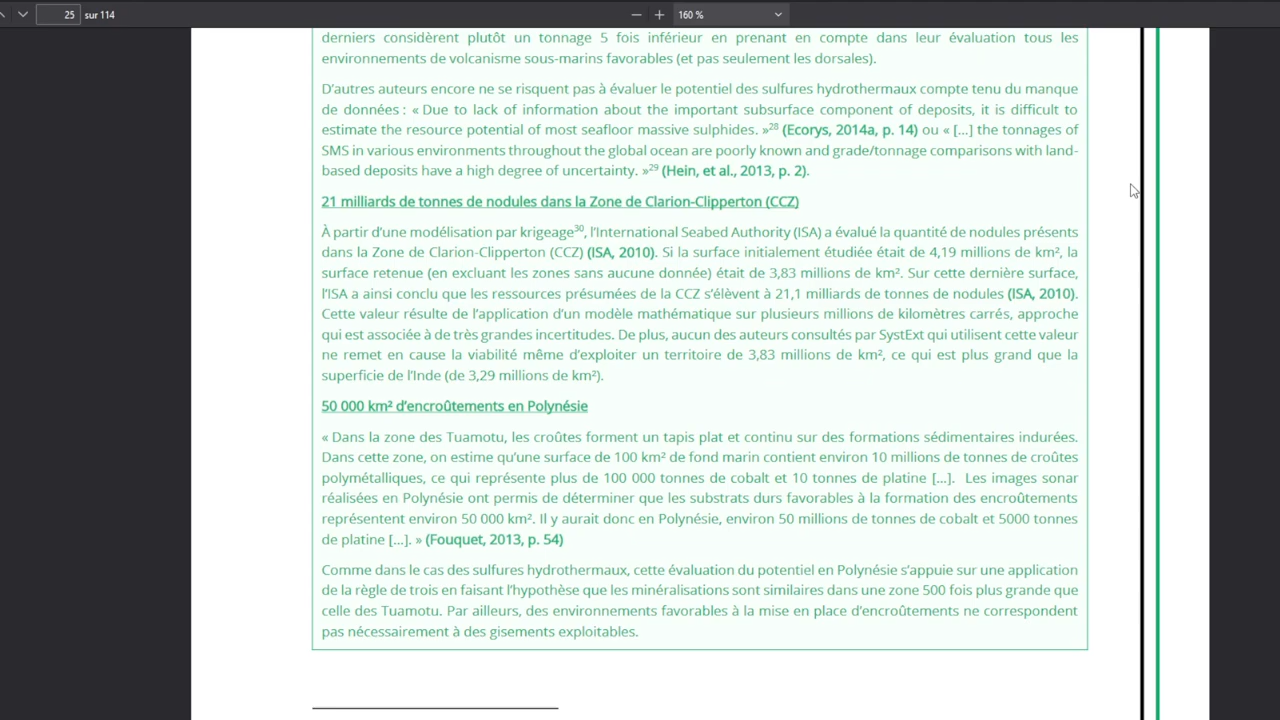 25 sur 114 160 %
derniers considèrent plutôt un tonnage 5 fois inférieur en prenant en compte dans leur évaluation tous les
environnements de volcanisme sous-marins favorables (et pas seulement les dorsales).
D'autres auteurs encore ne se risquent pas à évaluer le potentiel des sulfures hydrothermaux compte tenu du manque
de données : « Due to lack of information about the important subsurface component of deposits, it is difficult to
estimate the resource potential of most seafloor massive sulphides. »28 (Ecorys, 2014a, p. 14) ou « [...] the tonnages of
SMS in various environments throughout the global ocean are poorly known and grade/tonnage comparisons with land-
based deposits have a high degree of uncertainty. »29 (Hein, et al., 2013, p. 2).
21 milliards de tonnes de nodules dans la Zone de Clarion-Clipperton (CCZ)
À partir d'une modélisation par krigeage30, l'International Seabed Authority (ISA) a évalué la quantité de nodules présents
dans la Zone de Clarion-Clipperton (CCZ) (ISA, 2010). Si la surface initialement étudiée était de 4,19 millions de km², la
surface retenue (en excluant les zones sans aucune donnée) était de 3,83 millions de km². Sur cette dernière surface,
l'ISA a ainsi conclu que les ressources présumées de la CCZ s'élèvent à 21,1 milliards de tonnes de nodules (ISA, 2010).
Cette valeur résulte de l'application d'un modèle mathématique sur plusieurs millions de kilomètres carrés, approche
qui est associée à de très grandes incertitudes. De plus, aucun des auteurs consultés par SystExt qui utilisent cette valeur
ne remet en cause la viabilité même d'exploiter un territoire de 3,83 millions de km², ce qui est plus grand que la
superficie de l'Inde (de 3,29 millions de km²).
50 000 km² d'encroûtements en Polynésie
« Dans la zone des Tuamotu, les croûtes forment un tapis plat et continu sur des formations sédimentaires indurées.
Dans cette zone, on estime qu'une surface de 100 km² de fond marin contient environ 10 millions de tonnes de croûtes
polymétalliques, ce qui représente plus de 100 000 tonnes de cobalt et 10 tonnes de platine [...]. Les images sonar
réalisées en Polynésie ont permis de déterminer que les substrats durs favorables à la formation des encroûtements
représentent environ 50 000 km². Il y aurait donc en Polynésie, environ 50 millions de tonnes de cobalt et 5000 tonnes
de platine [...]. » (Fouquet, 2013, p. 54)
Comme dans le cas des sulfures hydrothermaux, cette évaluation du potentiel en Polynésie s'appuie sur une application
de la règle de trois en faisant l'hypothèse que les minéralisations sont similaires dans une zone 500 fois plus grande que
celle des Tuamotu. Par ailleurs, des environnements favorables à la mise en place d'encroûtements ne correspondent
pas nécessairement à des gisements exploitables.